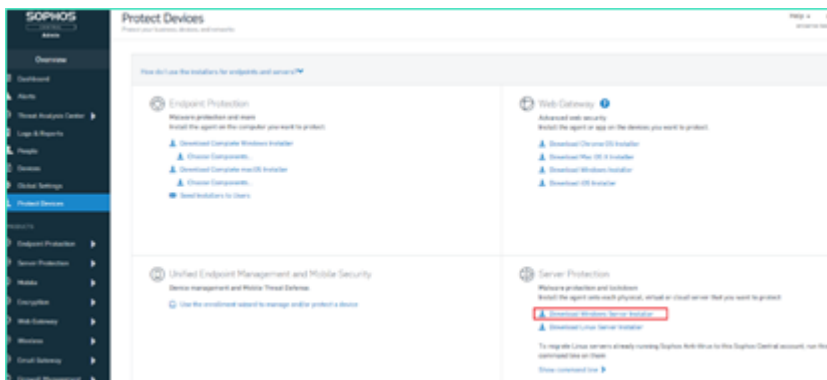 SOPHOS
CENTRAL
Admin
Overview
Dashboard
Alerts
Threat Analysis Center
Logs & Reports
People
Devices
Global Settings
Protect Devices
PRODUCTS
Endpoint Protection
Server Protection
Mobile
Encryption
Web Gateway
Wireless
Email Gateway
Firewall Management
Protect Devices
Protect your business, devices, and networks
Help
How do I use the installers for endpoints and servers?
Endpoint Protection
Malware protection and more
Install the agent on the computer you want to protect:
Download Complete Windows Installer
Choose Components...
Download Complete macOS Installer
Choose Components...
Send Installers to Users
Web Gateway
Advanced web security
Install the agent or app on the devices you want to protect:
Download Chrome OS Installer
Download Mac OS X Installer
Download Windows Installer
Download iOS Installer
Unified Endpoint Management and Mobile Security
Device management and Mobile Threat Defense
Use the enrollment wizard to manage and/or protect a device
Server Protection
Malware protection and lockdown
Install the agent onto each physical, virtual or cloud server that you want to protect:
Download Windows Server Installer
Download Linux Server Installer
To migrate Linux servers already running Sophos Anti-Virus to this Sophos Central account, run this
command line on them
Show command line